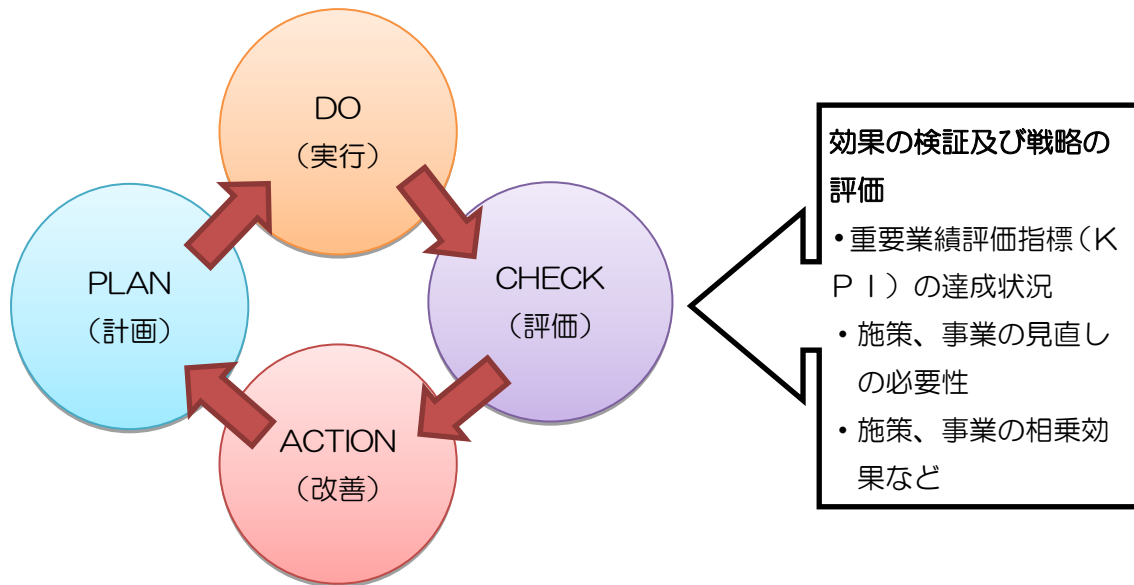 DO
（実行）
PLAN
（計画）
CHECK
（評価）
ACTION
（改善）
効果の検証及び戦略の
評価
•重要業績評価指標（Ｋ
ＰＩ）の達成状況
・施策、事業の見直し
の必要性
・施策、事業の相乗効
果など